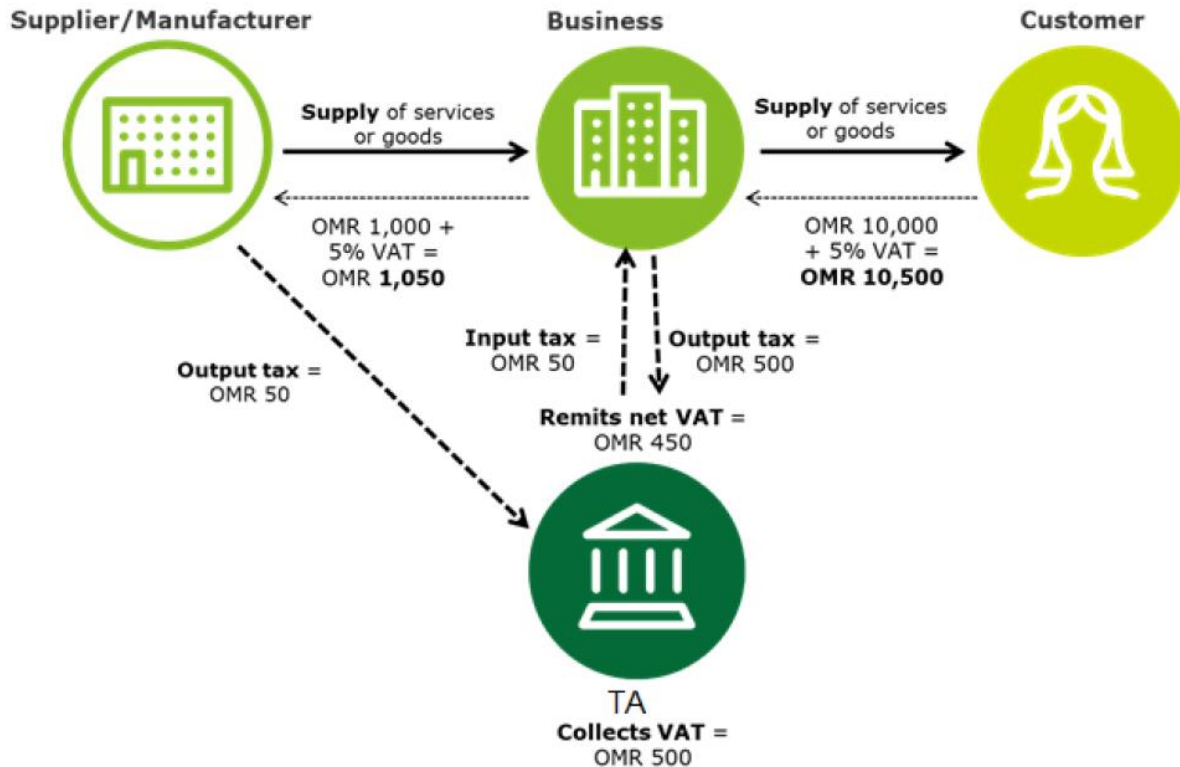 Supplier/Manufacturer
Business
Customer
Supply of services
or goods
Supply of services
or goods
OMR 1,000 +
5% VAT =
OMR 1,050
OMR 10,000
+ 5% VAT =
OMR 10,500
Output tax =
OMR 50
Input tax =
OMR 50
Output tax =
OMR 500
Remits net VAT =
OMR 450
TA
Collects VAT =
OMR 500